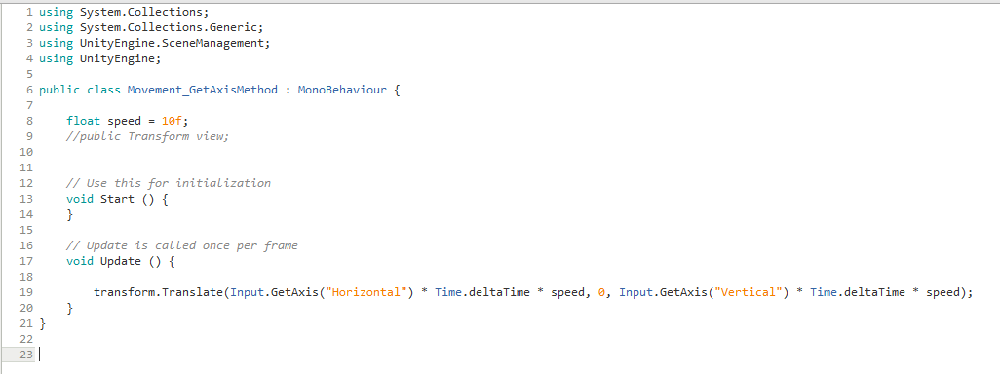 1 using System.Collections;
2 using System.Collections.Generic;
3 using UnityEngine.SceneManagement;
4 using UnityEngine;
5
6 public class Movement_GetAxisMethod : MonoBehaviour {
7
8     float speed = 10f;
9     //public Transform view;
10
11
12     // Use this for initialization
13     void Start () {
14     }
15
16     // Update is called once per frame
17     void Update () {
18
19         transform.Translate(Input.GetAxis("Horizontal") * Time.deltaTime * speed, 0, Input.GetAxis("Vertical") * Time.deltaTime * speed);
20     }
21 }
22
23